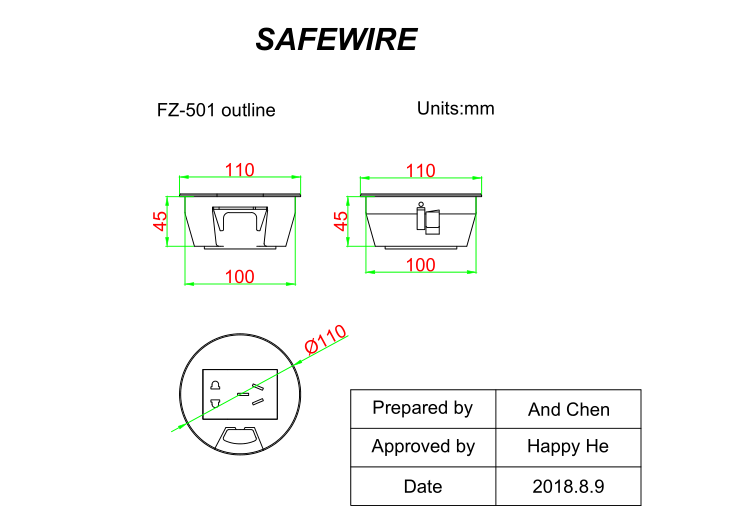 SAFEWIRE
FZ-501 outline
Units:mm
110
110
45
45
100
100
Ø110
Prepared by And Chen
Approved by Happy He
Date 2018.8.9